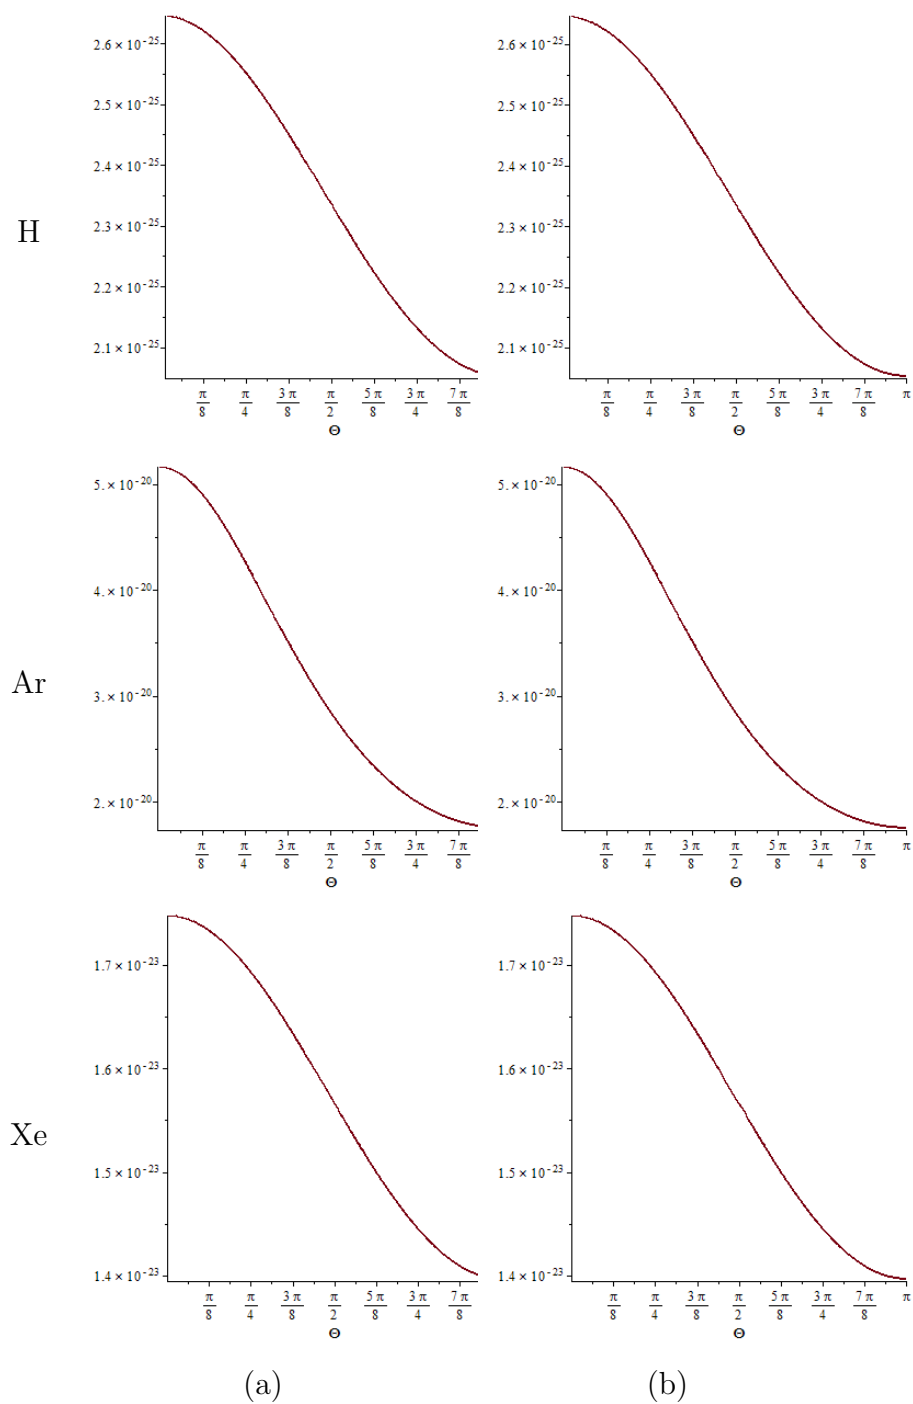 2.6 × 10⁻²⁵ 2.6 × 10⁻²⁵
2.5 × 10⁻²⁵ 2.5 × 10⁻²⁵
2.4 × 10⁻²⁵ 2.4 × 10⁻²⁵
H 2.3 × 10⁻²⁵ 2.3 × 10⁻²⁵
2.2 × 10⁻²⁵ 2.2 × 10⁻²⁵
2.1 × 10⁻²⁵ 2.1 × 10⁻²⁵
π/8 π/4 3π/8 π/2 5π/8 3π/4 7π/8 π/8 π/4 3π/8 π/2 5π/8 3π/4 7π/8 π
Θ Θ
5. × 10⁻²⁰ 5. × 10⁻²⁰
4. × 10⁻²⁰ 4. × 10⁻²⁰
Ar 3. × 10⁻²⁰ 3. × 10⁻²⁰
2. × 10⁻²⁰ 2. × 10⁻²⁰
π/8 π/4 3π/8 π/2 5π/8 3π/4 7π/8 π/8 π/4 3π/8 π/2 5π/8 3π/4 7π/8 π
Θ Θ
1.7 × 10⁻²³ 1.7 × 10⁻²³
1.6 × 10⁻²³ 1.6 × 10⁻²³
Xe
1.5 × 10⁻²³ 1.5 × 10⁻²³
1.4 × 10⁻²³ 1.4 × 10⁻²³
π/8 π/4 3π/8 π/2 5π/8 3π/4 7π/8 π/8 π/4 3π/8 π/2 5π/8 3π/4 7π/8 π
Θ Θ
(a) (b)